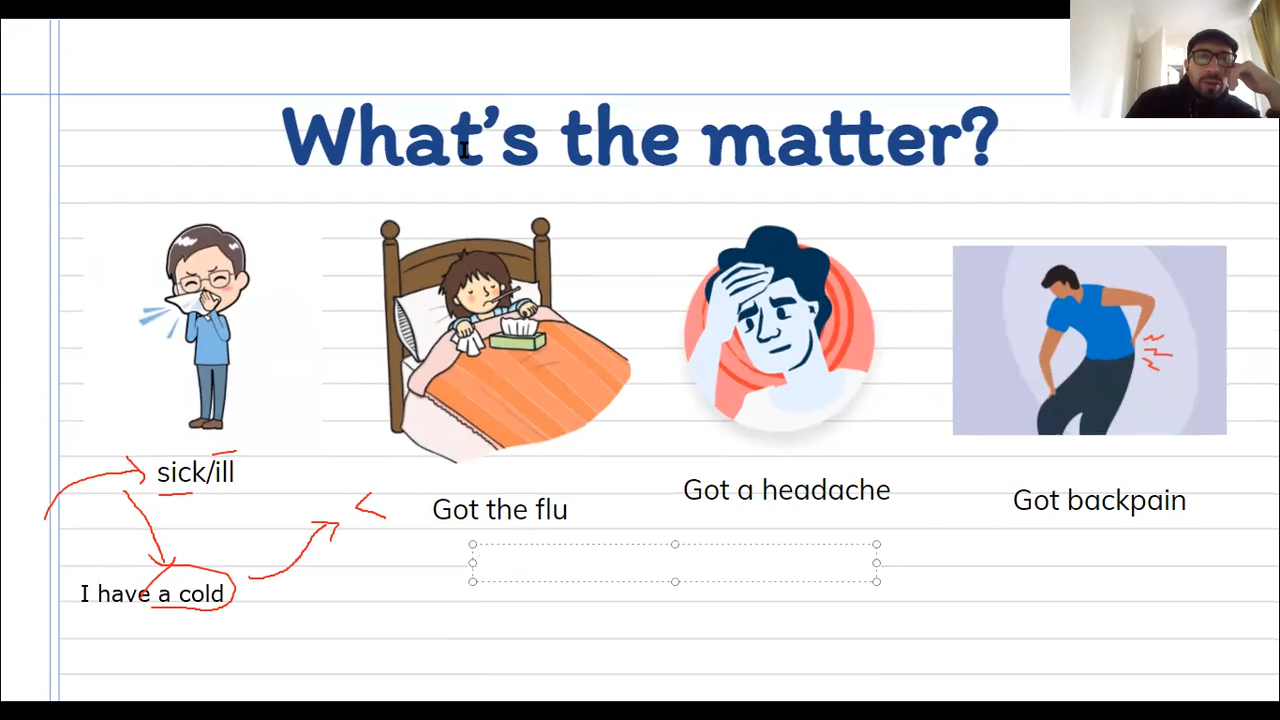 What's the matter?
sick/ill
Got the flu
Got a headache
Got backpain
I have a cold